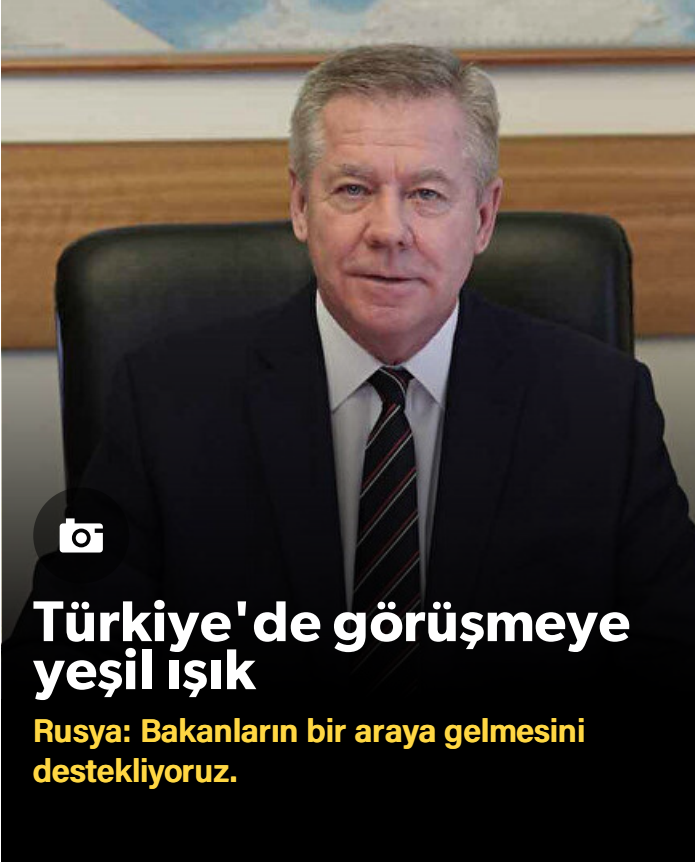 Türkiye'de görüşmeye
yeşil ışık
Rusya: Bakanların bir araya gelmesini
destekliyoruz.